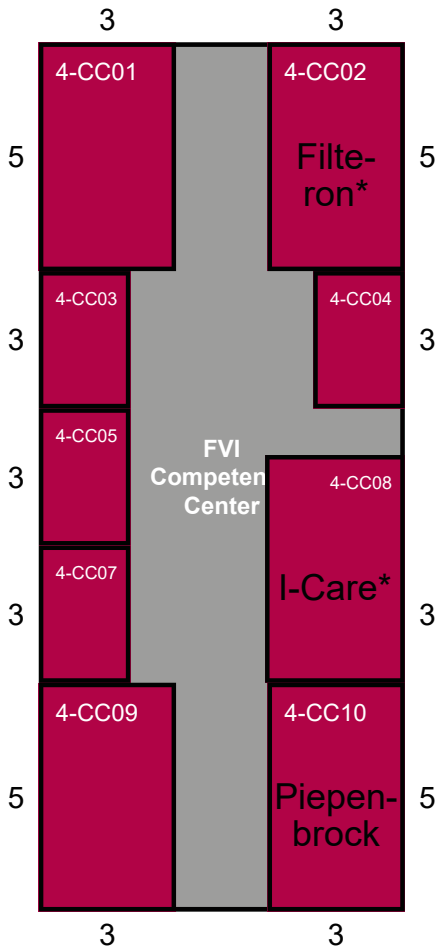 3
3
4-CC01
4-CC02
5
Filte-
ron*
5
4-CC03
4-CC04
3
3
4-CC05
3
FVI
Competen
Center
4-CC08
4-CC07
I-Care*
3
3
4-CC09
4-CC10
5
Piepen-
brock
5
3
3